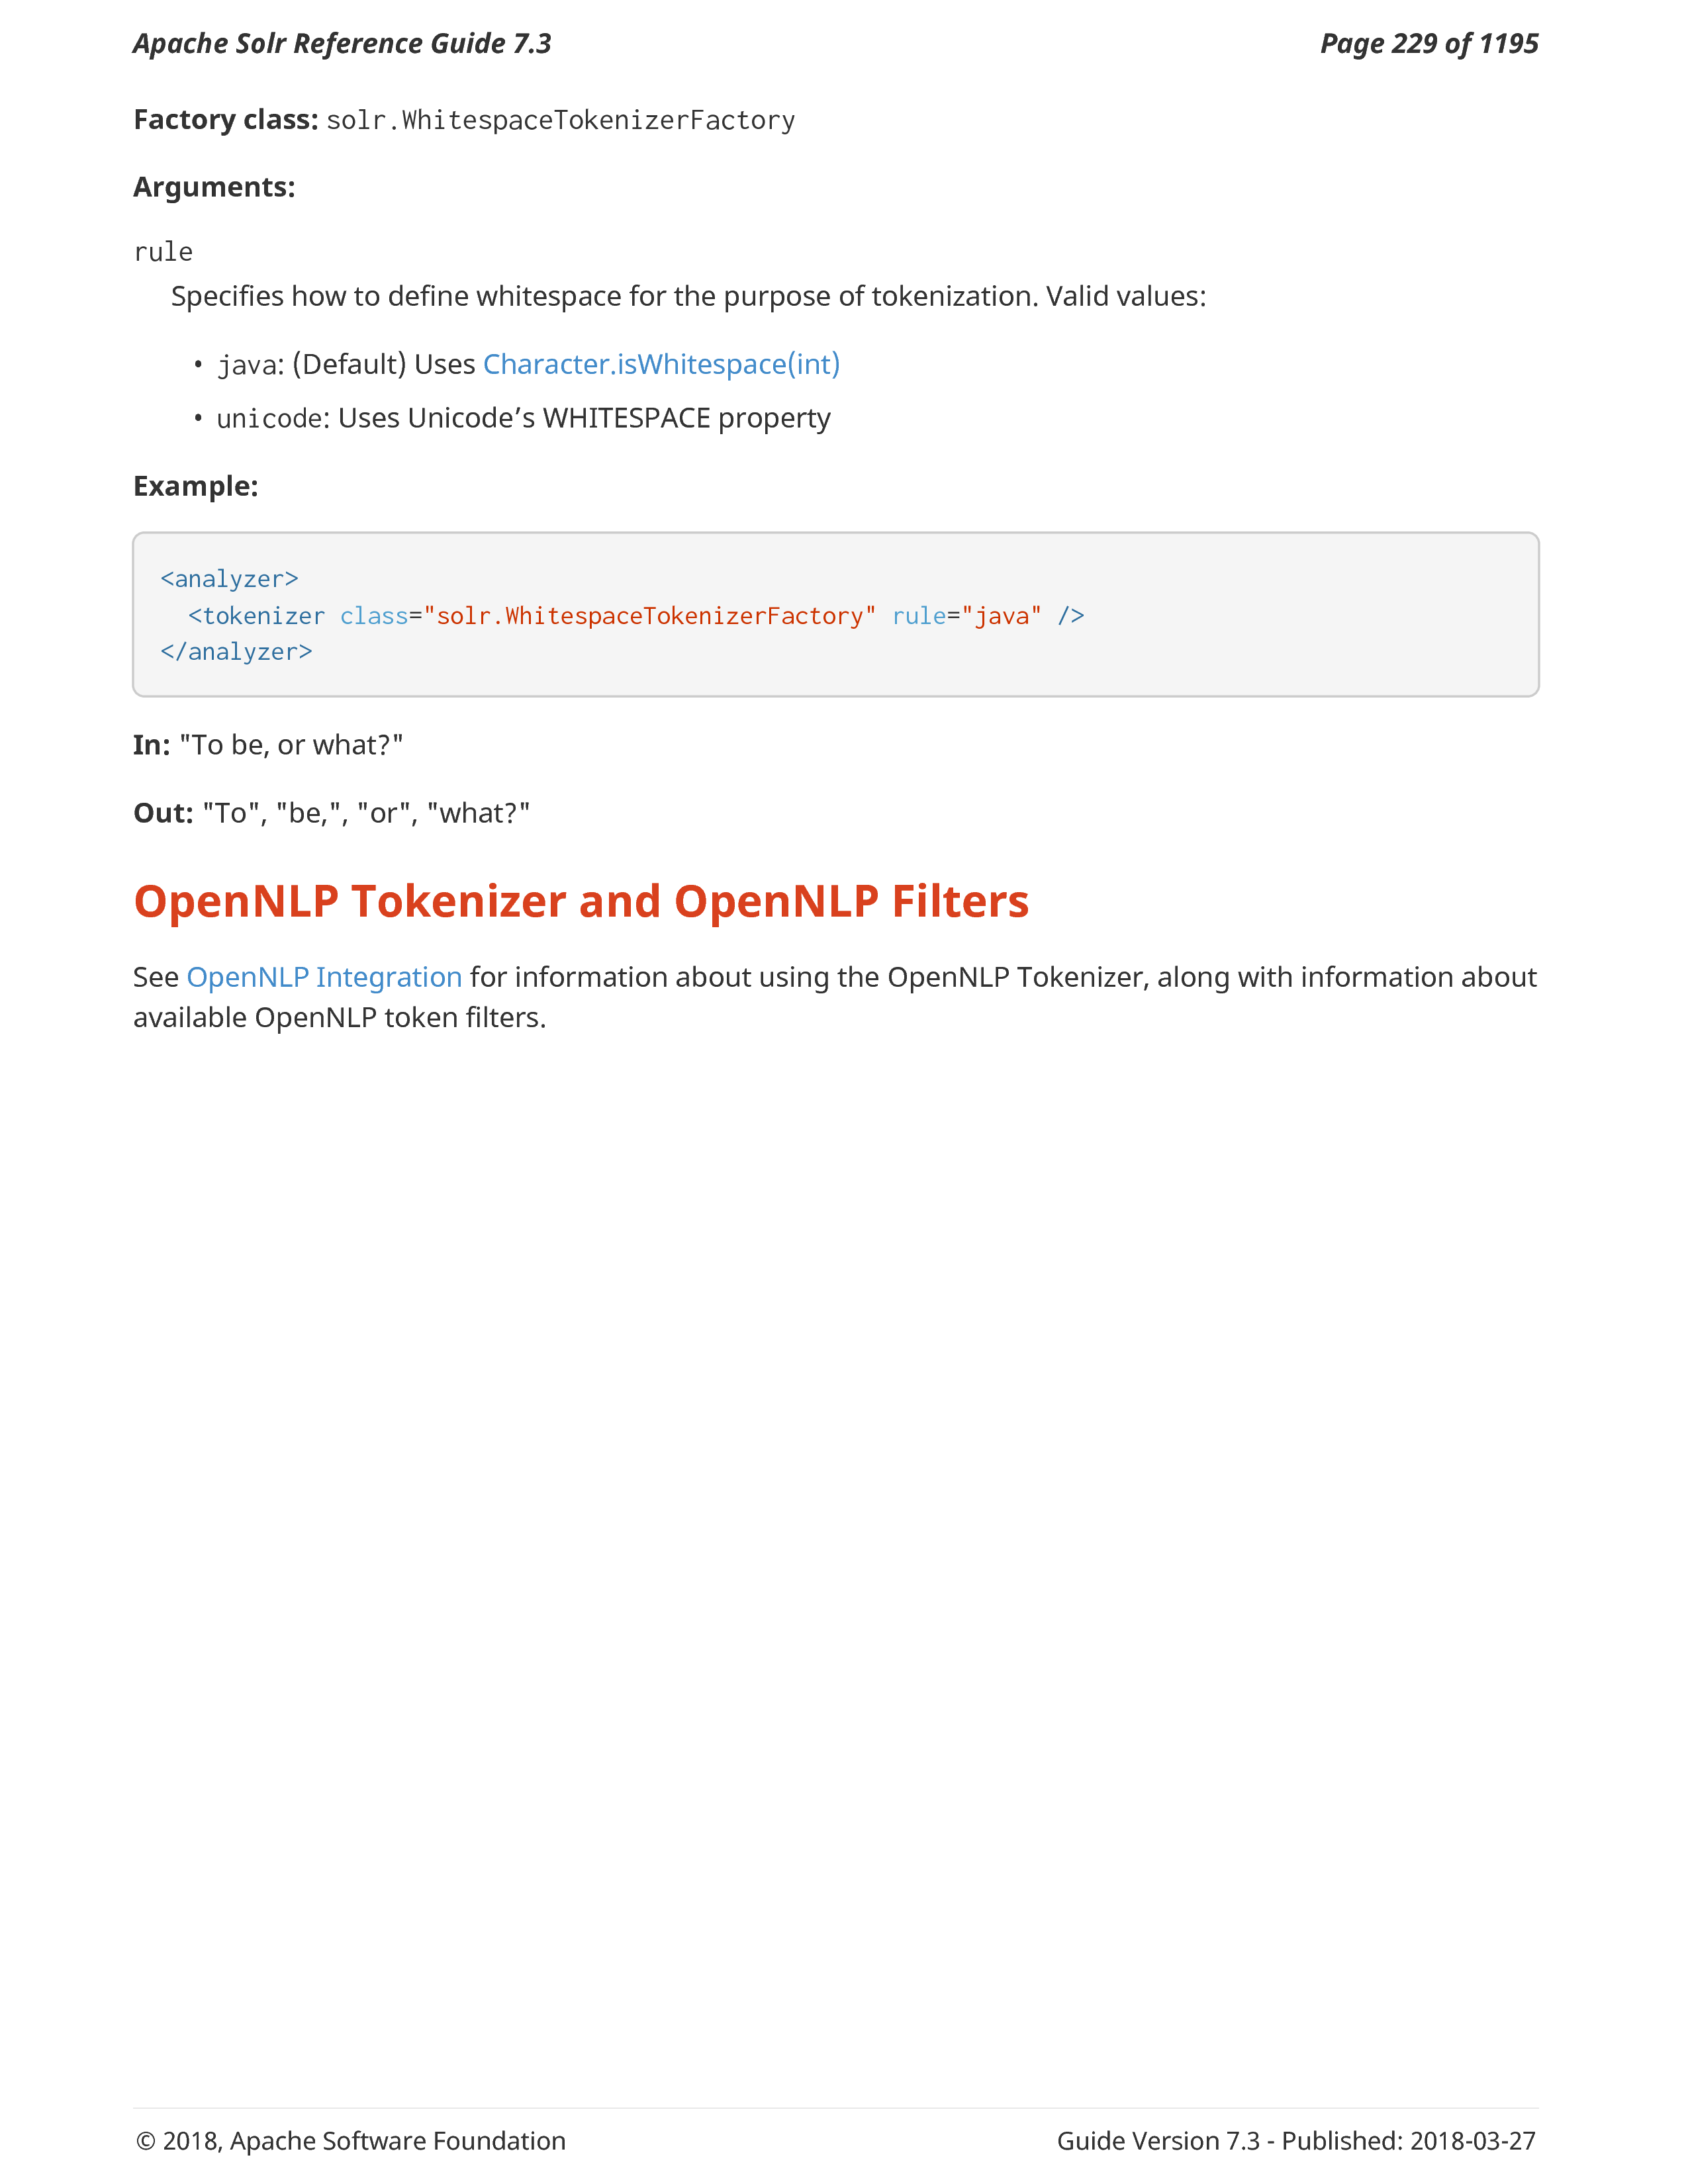 Apache Solr Reference Guide 7.3 Page 229 of 1195
Factory class: solr.WhitespaceTokenizerFactory
Arguments:
rule
Specifies how to define whitespace for the purpose of tokenization. Valid values:
• java: (Default) Uses Character.isWhitespace(int)
• unicode: Uses Unicode’s WHITESPACE property
Example:
<analyzer>
  <tokenizer class="solr.WhitespaceTokenizerFactory" rule="java" />
</analyzer>
In: "To be, or what?"
Out: "To", "be,", "or", "what?"
OpenNLP Tokenizer and OpenNLP Filters
See OpenNLP Integration for information about using the OpenNLP Tokenizer, along with information about
available OpenNLP token filters.
© 2018, Apache Software Foundation Guide Version 7.3 - Published: 2018-03-27